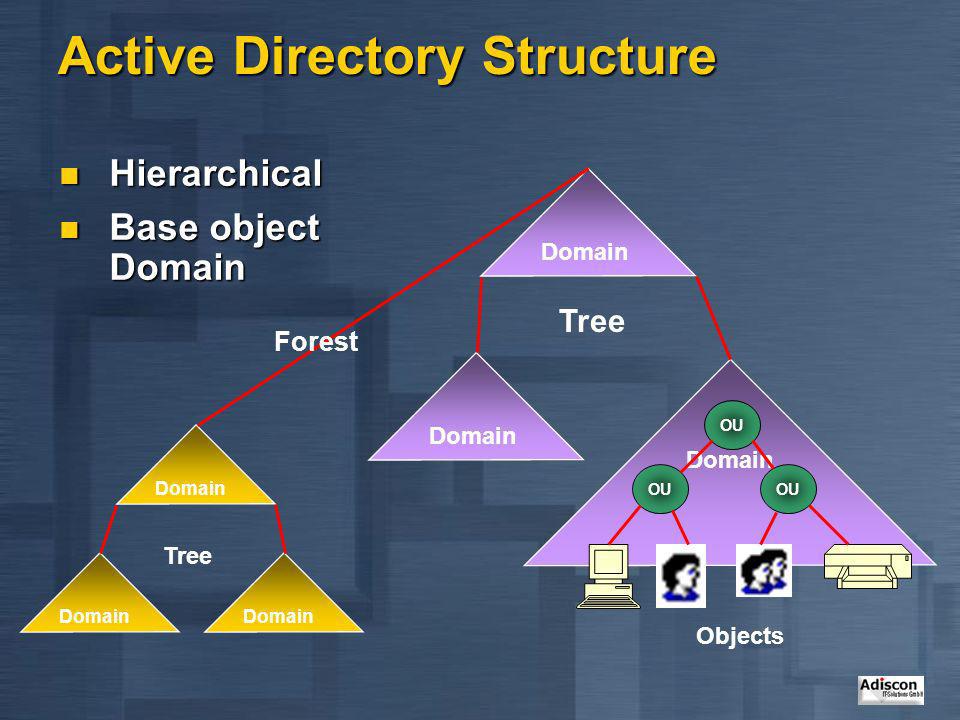 Active Directory Structure
Hierarchical
Base object
Domain
Domain
Tree
Forest
Domain
OU
Domain
OU
OU
Domain
Tree
Domain
Domain
Objects
Adiscon
IT-Solutions GmbH